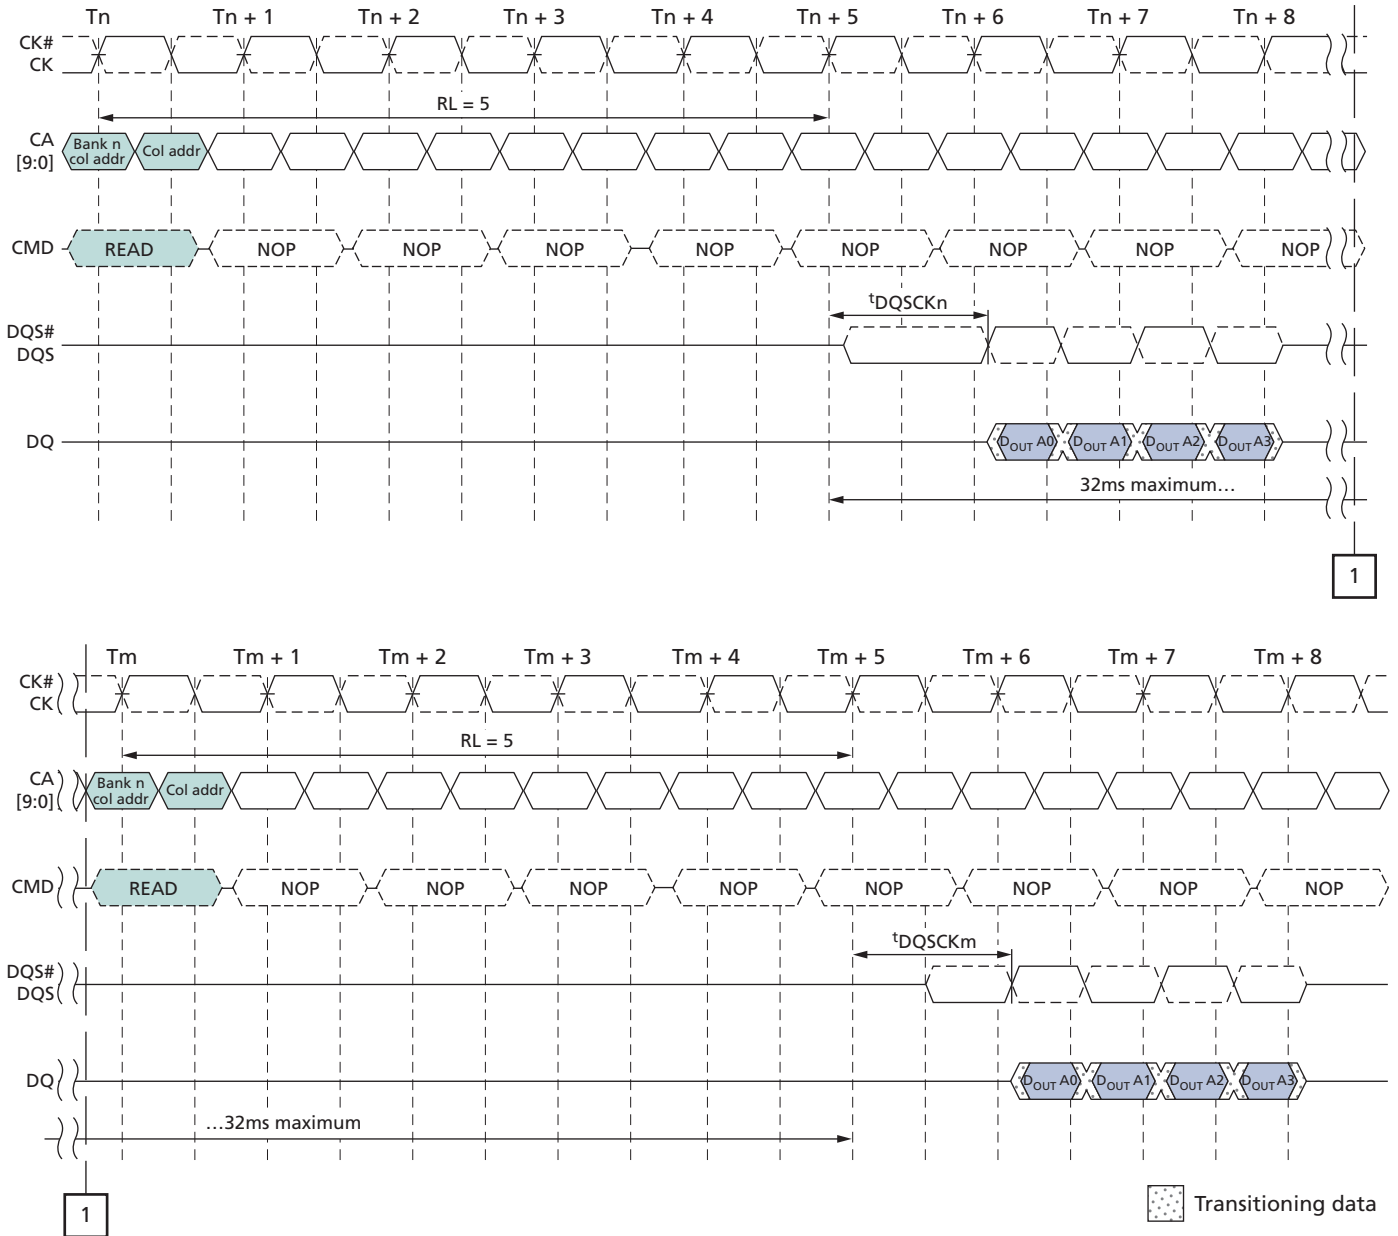 Tn Tn + 1 Tn + 2 Tn + 3 Tn + 4 Tn + 5 Tn + 6 Tn + 7 Tn + 8
CK#
CK
RL = 5
CA
[9:0]
Bank n
col addr
Col addr
CMD
READ NOP NOP NOP NOP NOP NOP NOP NOP
tDQSCKn
DQS#
DQS
DQ
DOUT A0 DOUT A1 DOUT A2 DOUT A3
32ms maximum…
1
Tm Tm + 1 Tm + 2 Tm + 3 Tm + 4 Tm + 5 Tm + 6 Tm + 7 Tm + 8
CK#
CK
RL = 5
CA
[9:0]
Bank n
col addr
Col addr
CMD
READ NOP NOP NOP NOP NOP NOP NOP NOP
tDQSCKm
DQS#
DQS
DQ
DOUT A0 DOUT A1 DOUT A2 DOUT A3
…32ms maximum
1
Transitioning data